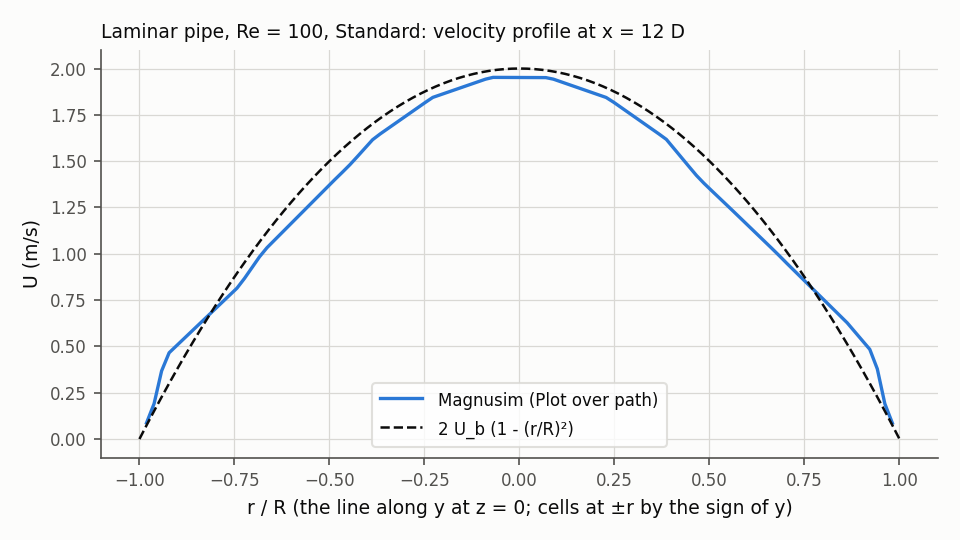 Laminar pipe, Re = 100, Standard: velocity profile at x = 12 D
U (m/s)
2.00
1.75
1.50
1.25
1.00
0.75
0.50
0.25
0.00
Magnusim (Plot over path)
2 U_b (1 - (r/R)²)
−1.00 −0.75 −0.50 −0.25 0.00 0.25 0.50 0.75 1.00
r / R (the line along y at z = 0; cells at ±r by the sign of y)